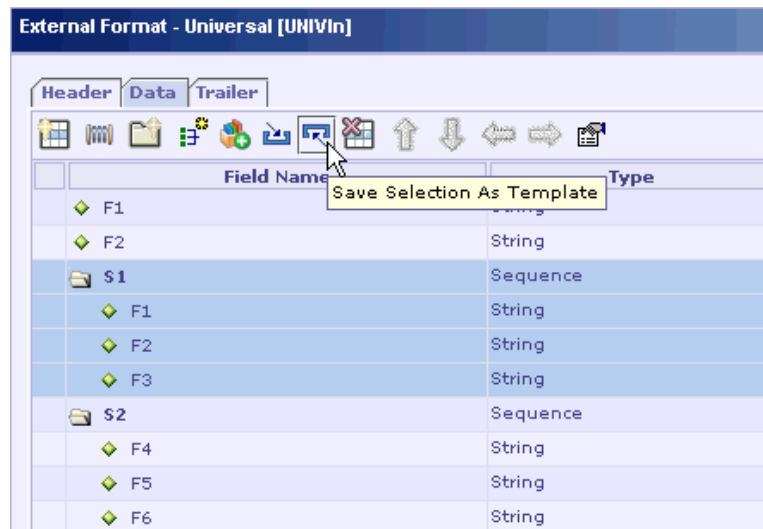 External Format - Universal [UNIVIn]
Header Data Trailer
Field Name Type
Save Selection As Template
F1
F2 String
S1 Sequence
F1 String
F2 String
F3 String
S2 Sequence
F4 String
F5 String
F6 String